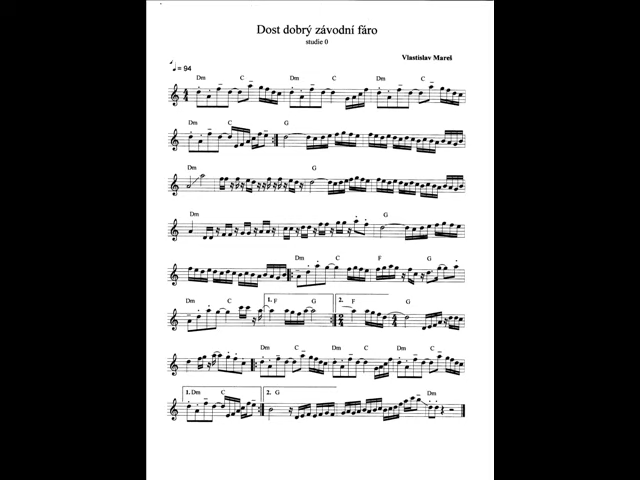 Dost dobrý závodní fáro
studie 0
Vlastislav Mareš
♩ = 94
Dm C Dm C
Dm C G
Dm G
Dm G
Dm C F G
Dm C 1. F G 2. F G
Dm C Dm C Dm C
1. Dm C 2. G Dm